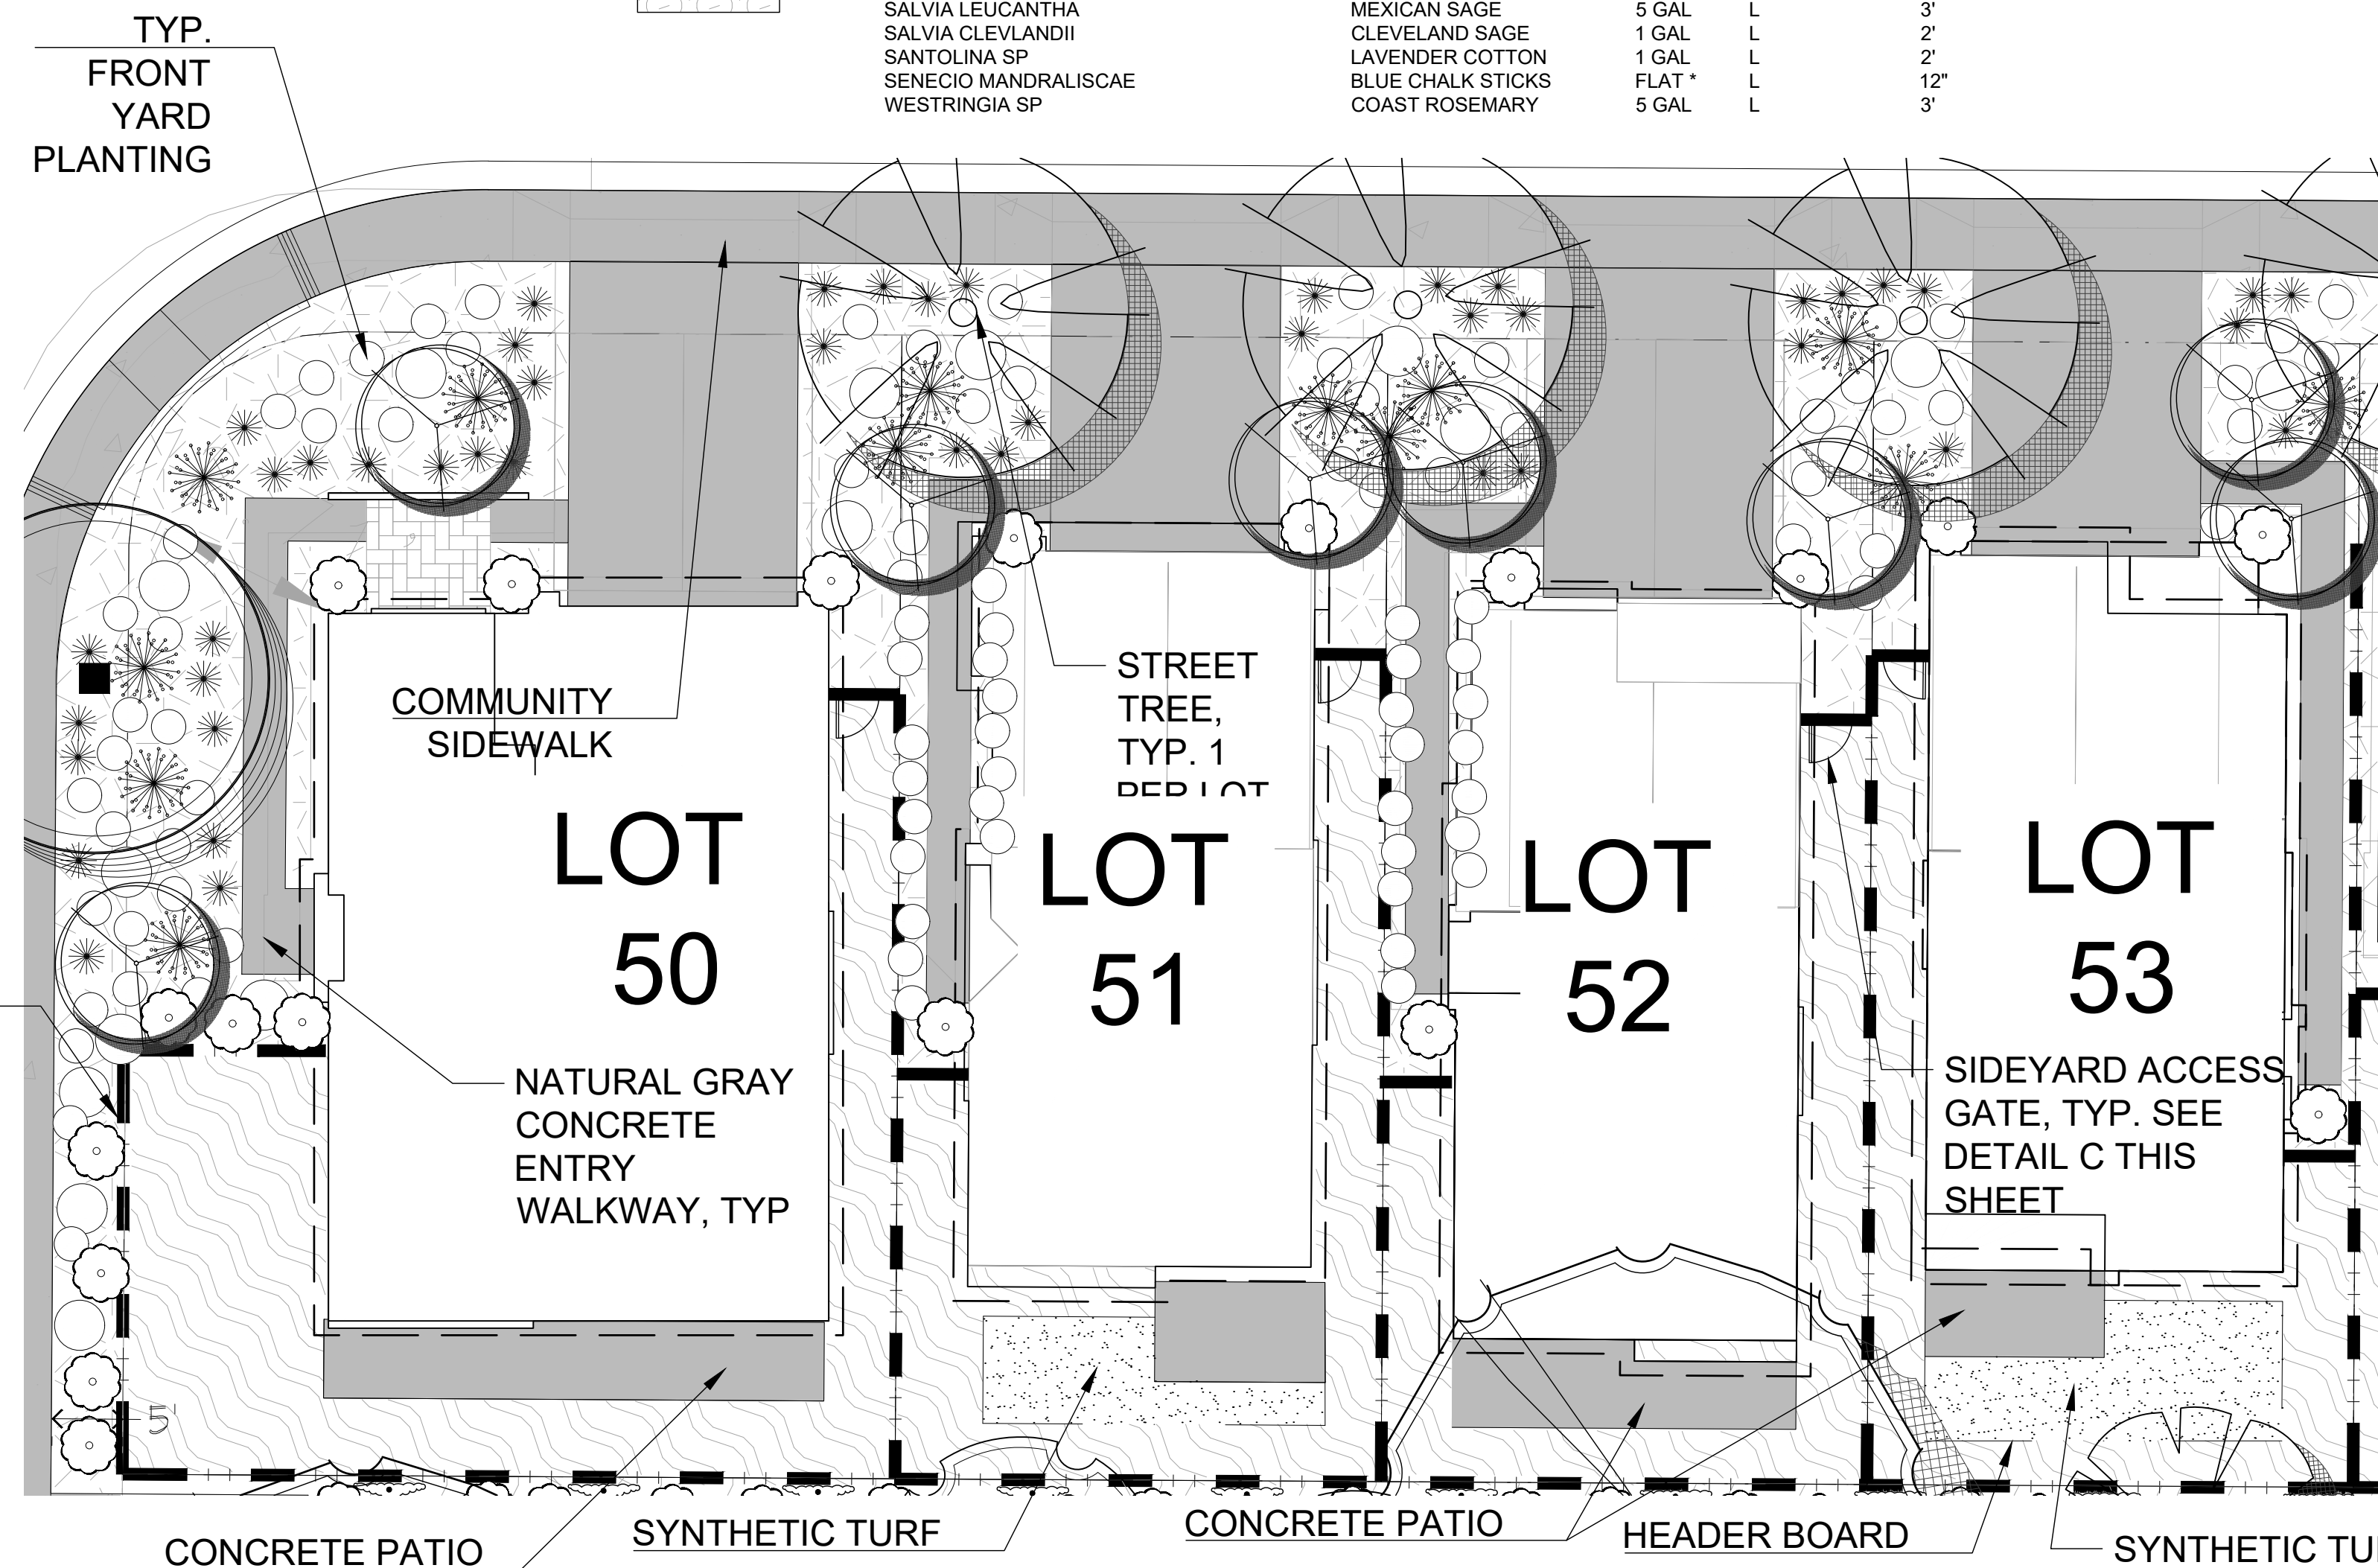 SALVIA LEUCANTHA MEXICAN SAGE 5 GAL L 3'
SALVIA CLEVLANDII CLEVELAND SAGE 1 GAL L 2'
SANTOLINA SP LAVENDER COTTON 1 GAL L 2'
SENECIO MANDRALISCAE BLUE CHALK STICKS FLAT * L 12"
WESTRINGIA SP COAST ROSEMARY 5 GAL L 3'
TYP.
FRONT
YARD
PLANTING
COMMUNITY
SIDEWALK
STREET
TREE,
TYP. 1
PER LOT
LOT
50
LOT
51
LOT
52
LOT
53
NATURAL GRAY
CONCRETE
ENTRY
WALKWAY, TYP
SIDEYARD ACCESS
GATE, TYP. SEE
DETAIL C THIS
SHEET
5'
CONCRETE PATIO
SYNTHETIC TURF
CONCRETE PATIO
HEADER BOARD
SYNTHETIC TU